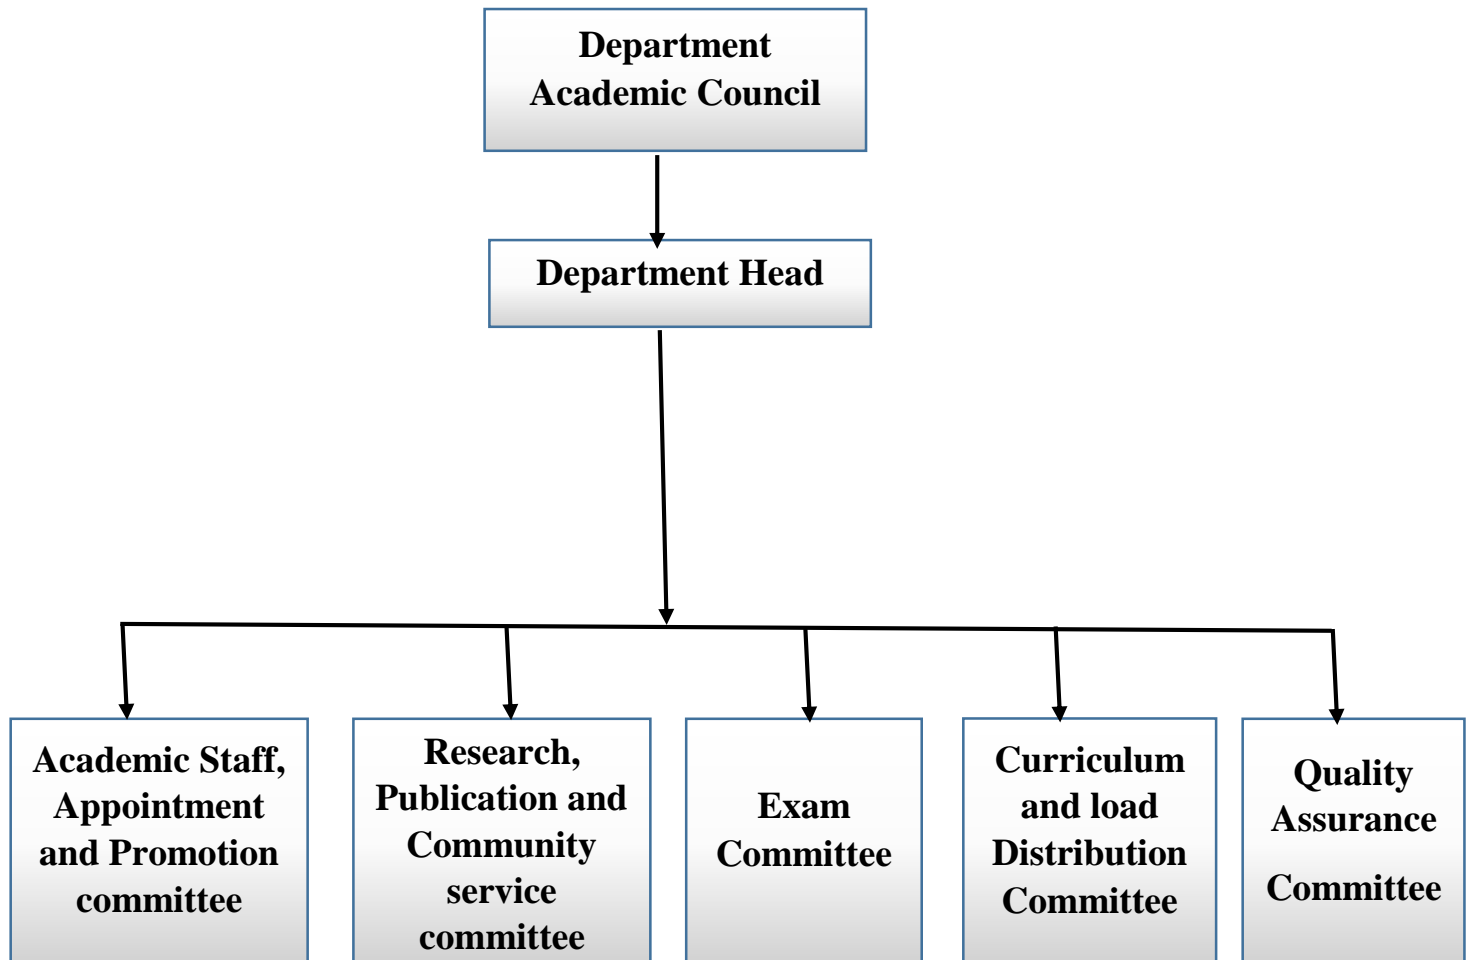 Department
Academic Council
Department Head
Academic Staff,
Appointment
and Promotion
committee
Research,
Publication and
Community
service
committee
Exam
Committee
Curriculum
and load
Distribution
Committee
Quality
Assurance
Committee